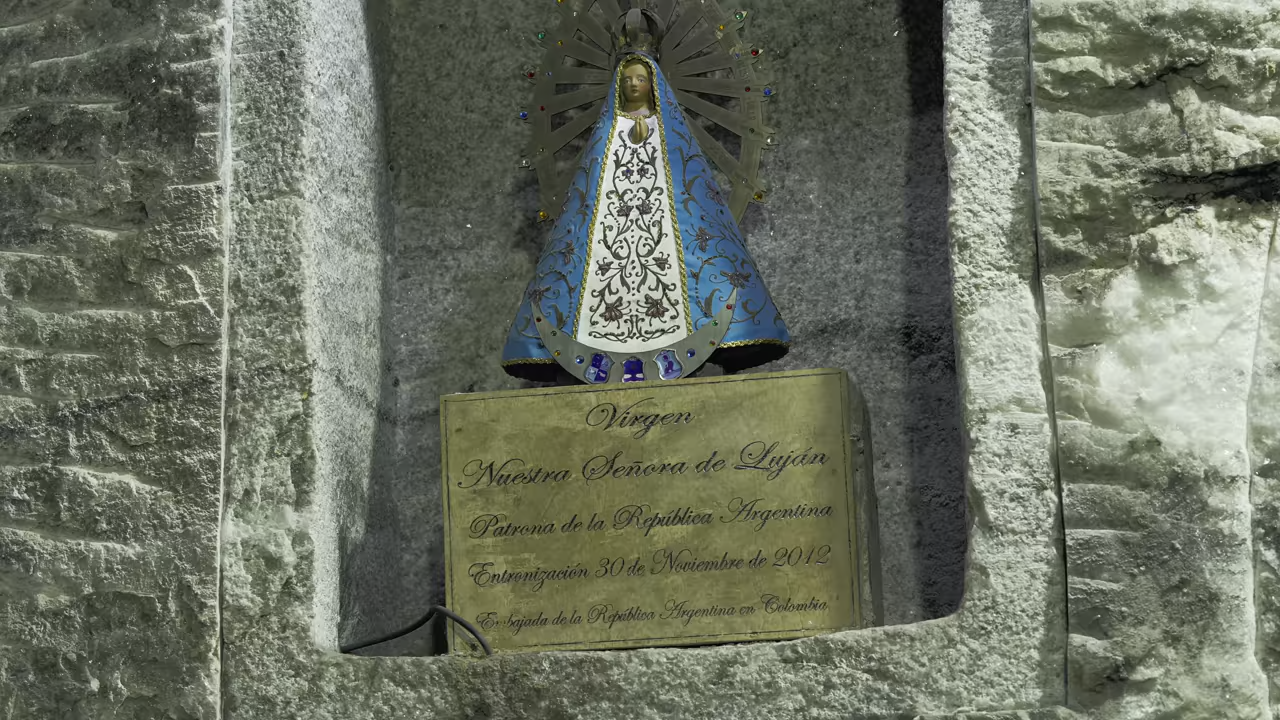 Virgen
Nuestra Señora de Luján
Patrona de la República Argentina
Entronización 30 de Noviembre de 2012
Embajada de la República Argentina en Colombia